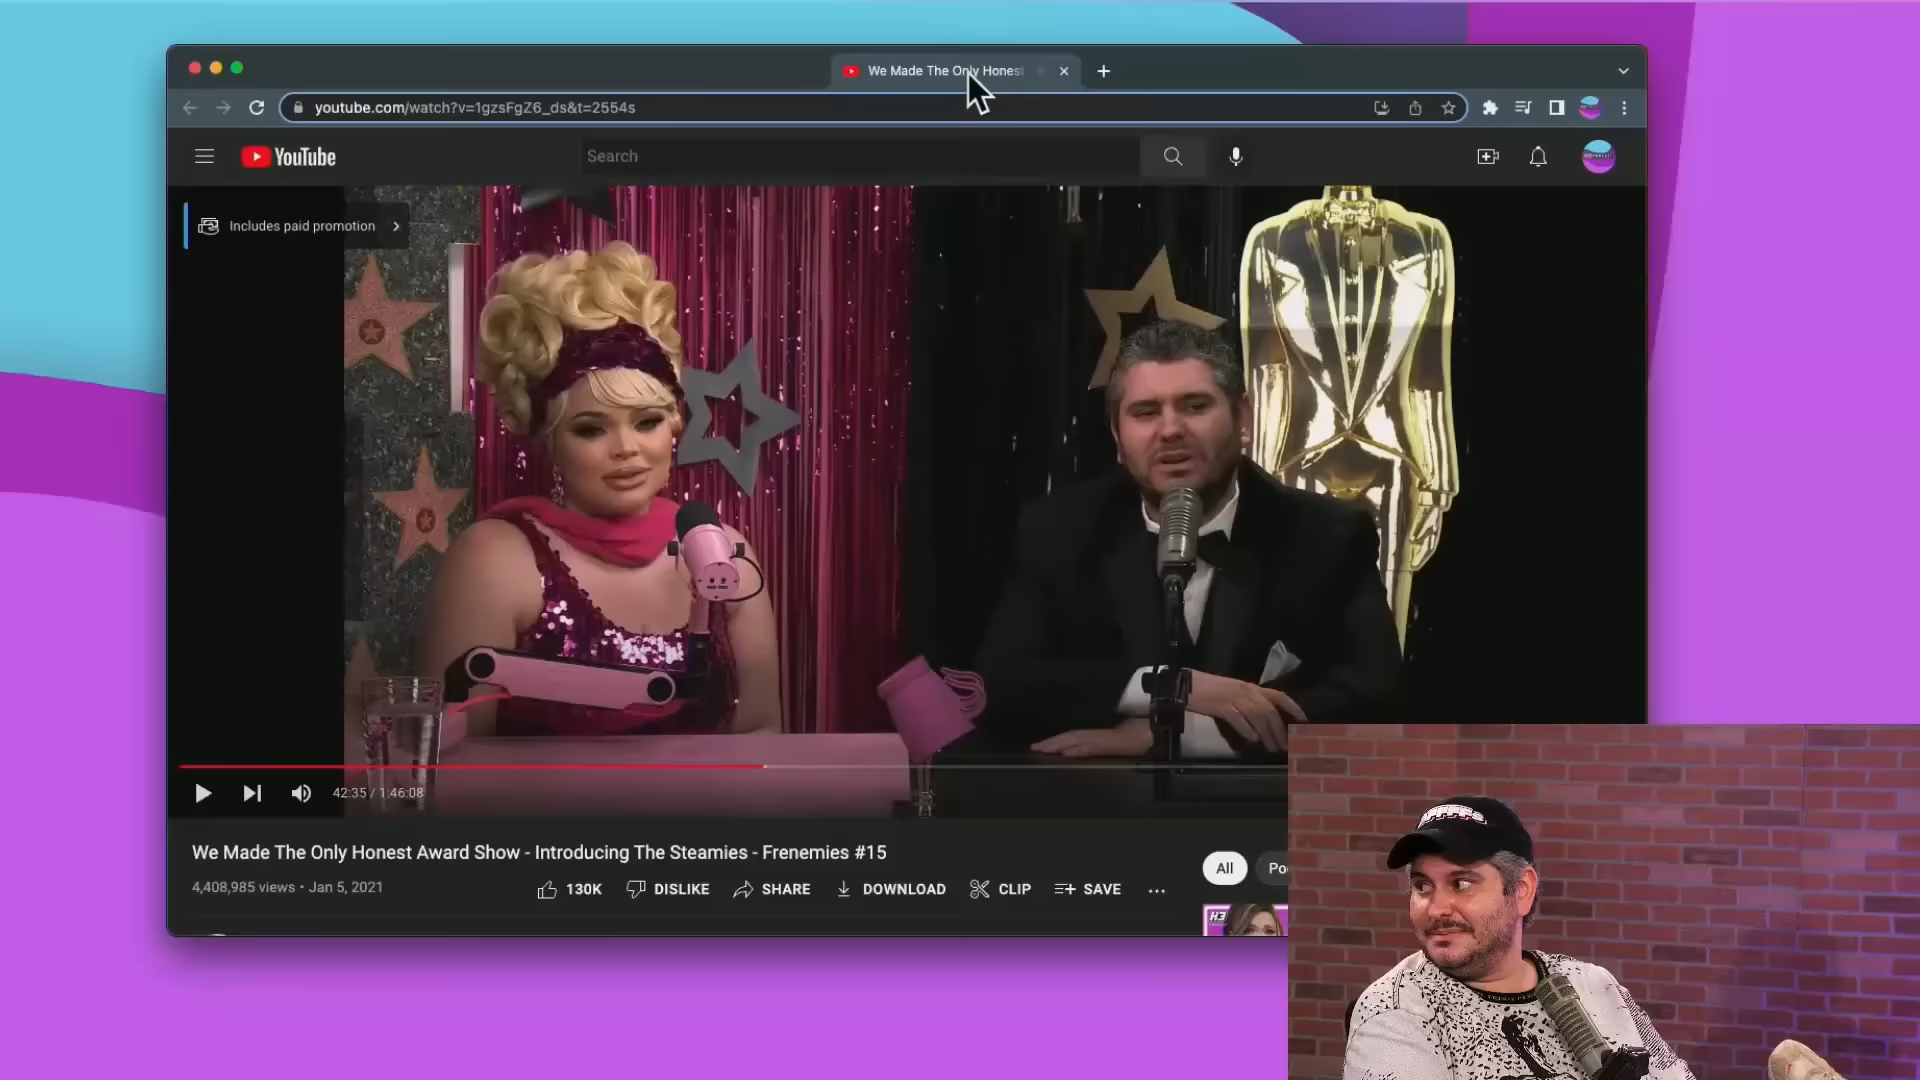 We Made The Only Honest
youtube.com/watch?v=1gzsFgZ6_ds&t=2554s
YouTube
Search
Includes paid promotion
42:35 / 1:46:08
We Made The Only Honest Award Show - Introducing The Steamies - Frenemies #15
4,408,985 views • Jan 5, 2021
130K
DISLIKE
SHARE
DOWNLOAD
CLIP
SAVE
All
Po
H3